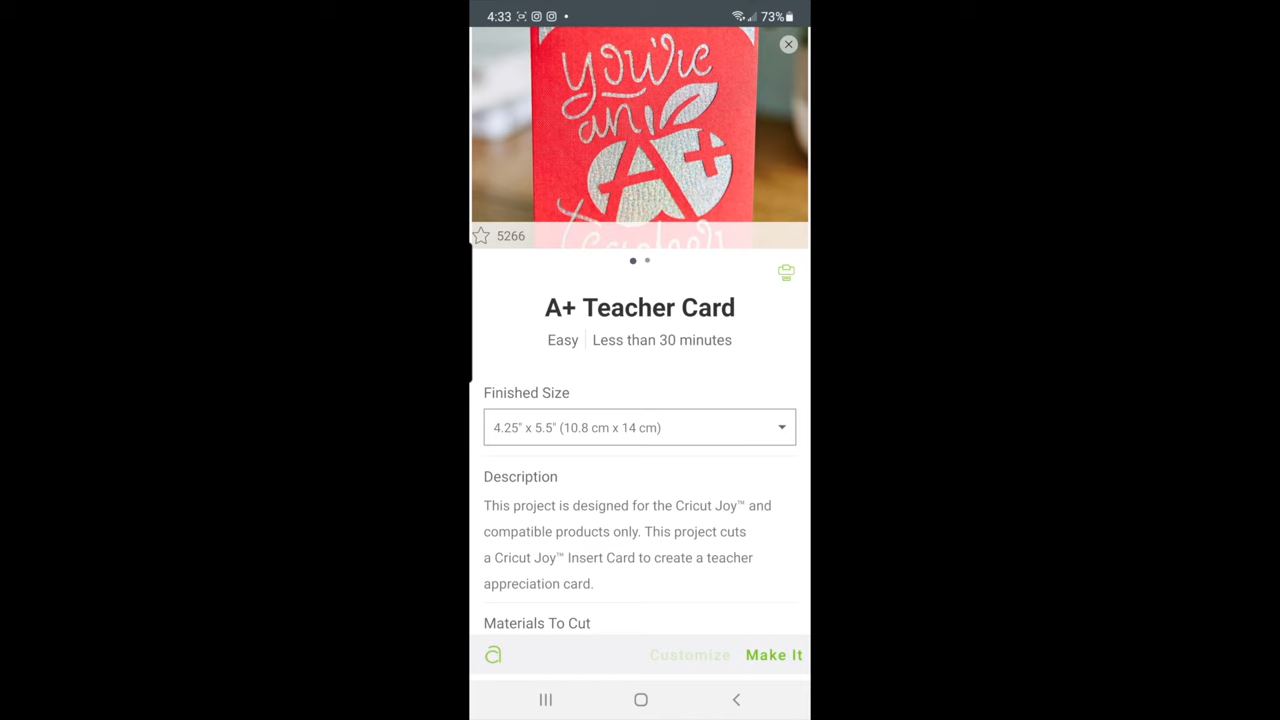 4:33
73%
you're
an
A+
teacher
5266
A+ Teacher Card
Easy
Less than 30 minutes
Finished Size
4.25" x 5.5" (10.8 cm x 14 cm)
Description
This project is designed for the Cricut Joy™ and
compatible products only. This project cuts
a Cricut Joy™ Insert Card to create a teacher
appreciation card.
Materials To Cut
Customize
Make It